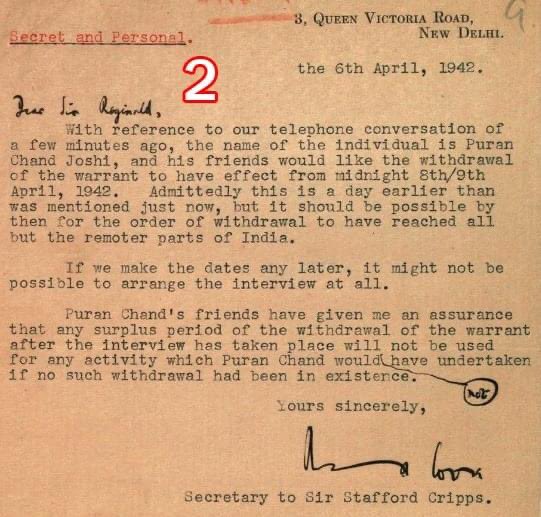 9
3, QUEEN VICTORIA ROAD,
NEW DELHI.
Secret and Personal.
2
the 6th April, 1942.
Dear Sir Reginald,
With reference to our telephone conversation of
a few minutes ago, the name of the individual is Puran
Chand Joshi, and his friends would like the withdrawal
of the warrant to have effect from midnight 8th/9th
April, 1942. Admittedly this is a day earlier than
was mentioned just now, but it should be possible by
then for the order of withdrawal to have reached all
but the remoter parts of India.
If we make the dates any later, it might not be
possible to arrange the interview at all.
Puran Chand's friends have given me an assurance
that any surplus period of the withdrawal of the warrant
after the interview has taken place will not be used
for any activity which Puran Chand would have undertaken
if no such withdrawal had been in existence.
not
Yours sincerely,
Secretary to Sir Stafford Cripps.